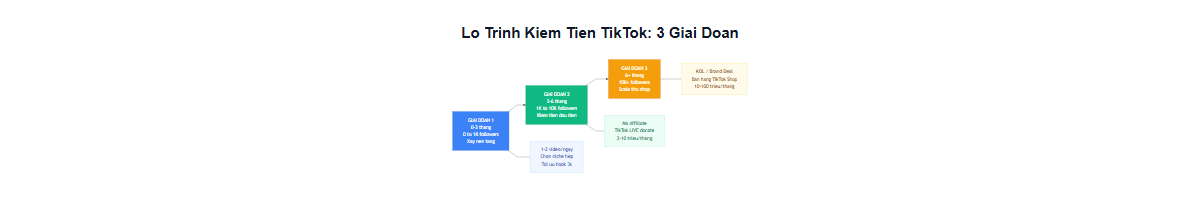 Lo Trinh Kiem Tien TikTok: 3 Giai Doan
GIAI DOAN 3
6+ thang
10K+ followers
Scale thu nhap
KOL / Brand Deal
Ban hang TikTok Shop
10-100 trieu/thang
GIAI DOAN 2
3-6 thang
1K to 10K followers
Kiem tien dau tien
GIAI DOAN 1
0-3 thang
0 to 1K followers
Xay nen tang
Mo Affiliate
TikTok LIVE donate
2-10 trieu/thang
1-2 video/ngay
Chon niche hep
Toi uu hook 3s